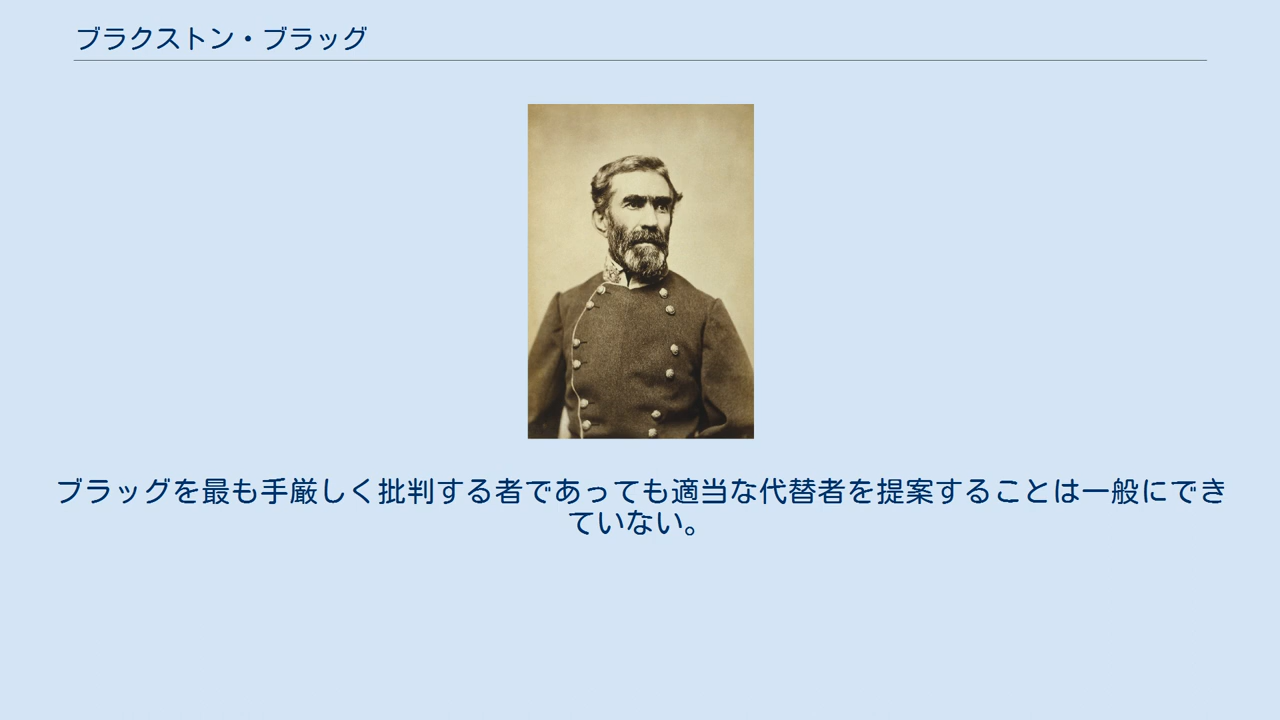 ブラクストン・ブラッグ
ブラッグを最も手厳しく批判する者であっても適当な代替者を提案することは一般にでき
ていない。